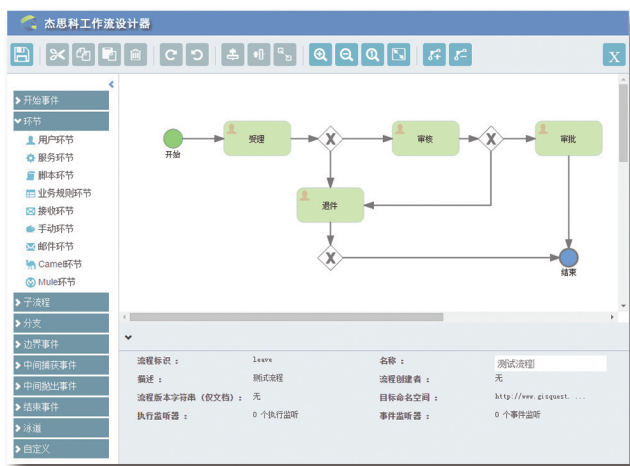 杰思科工作流设计器
X
开始事件
环节
用户环节
服务环节
脚本环节
业务规则环节
接收环节
手动环节
邮件环节
Camel环节
Mule环节
子流程
分支
边界事件
中间捕获事件
中间抛出事件
结束事件
泳道
自定义
开始
受理
X
审核
X
审批
退件
X
结束
流程标识 : leave 名称 : 测试流程
描述 : 测试流程 流程创建者 : 无
流程版本字符串 (仅文档) : 无 目标命名空间 : http://www.gisquest. ...
执行监听器 : 0 个执行监听 事件监听器 : 0 个事件监听